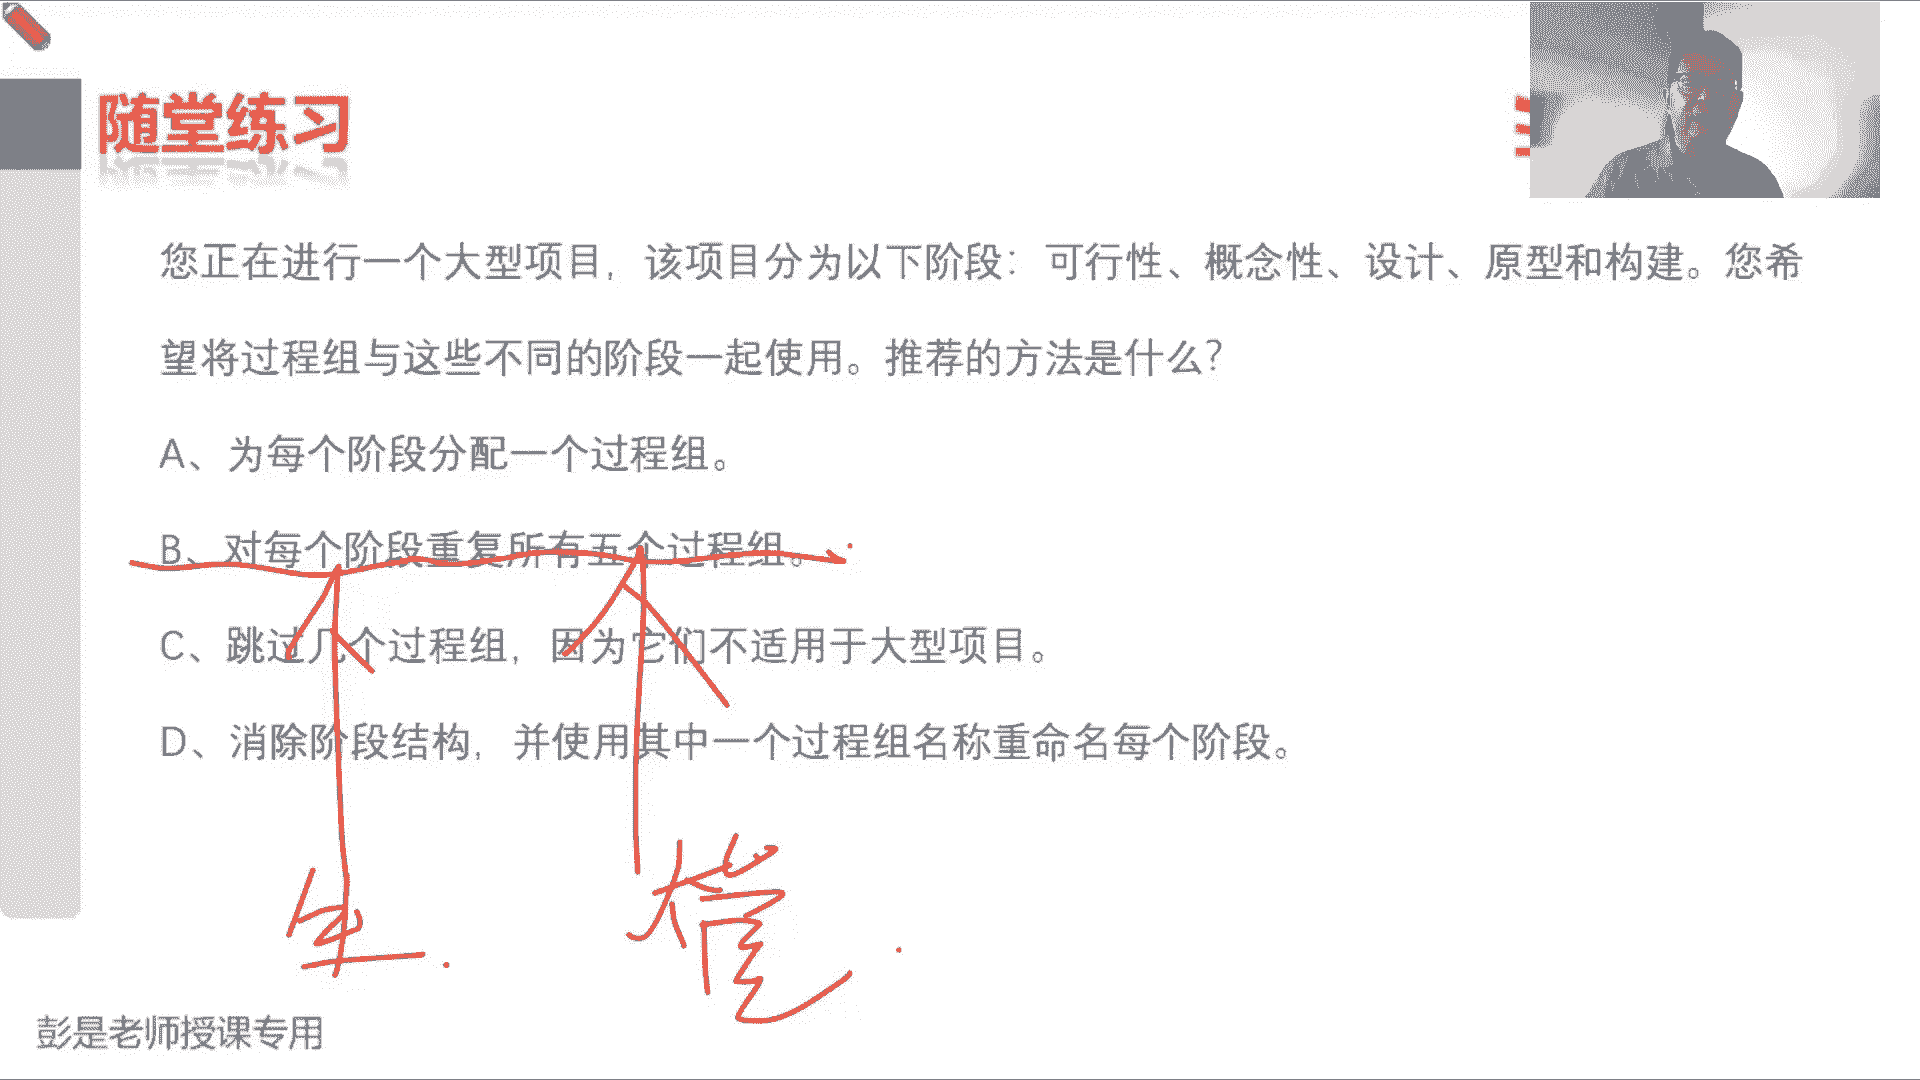 随堂练习
您正在进行一个大型项目，该项目分为以下阶段：可行性、概念性、设计、原型和构建。您希
望将过程组与这些不同的阶段一起使用。推荐的方法是什么？
A、为每个阶段分配一个过程组。
B、对每个阶段重复所有五个过程组。
C、跳过几个过程组，因为它们不适用于大型项目。
D、消除阶段结构，并使用其中一个过程组名称重命名每个阶段。
生
管
彭是老师授课专用